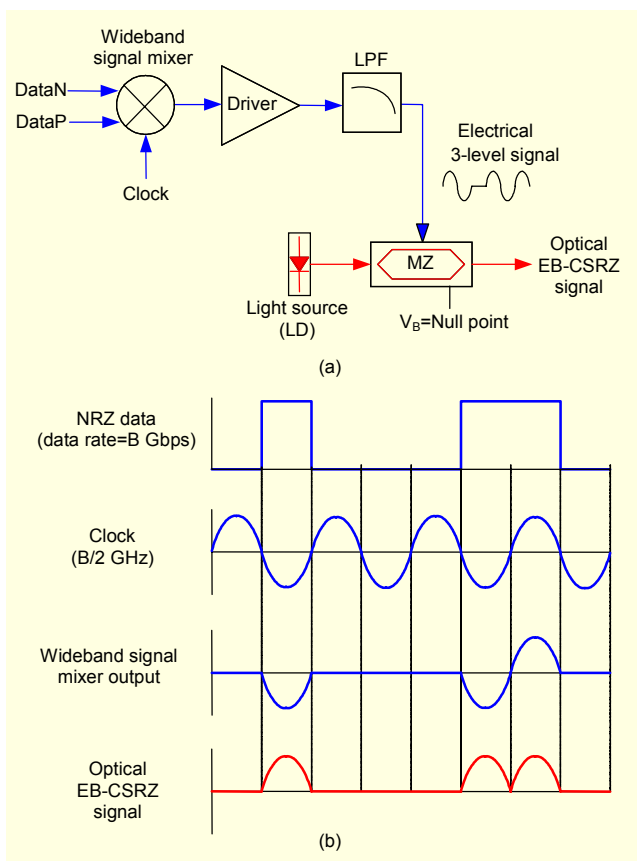 Wideband
signal mixer
DataN
DataP
Clock
Driver
LPF
Electrical
3-level signal
MZ
Light source
(LD)
V_B=Null point
Optical
EB-CSRZ
signal
(a)
NRZ data
(data rate=B Gbps)
Clock
(B/2 GHz)
Wideband signal
mixer output
Optical
EB-CSRZ
signal
(b)